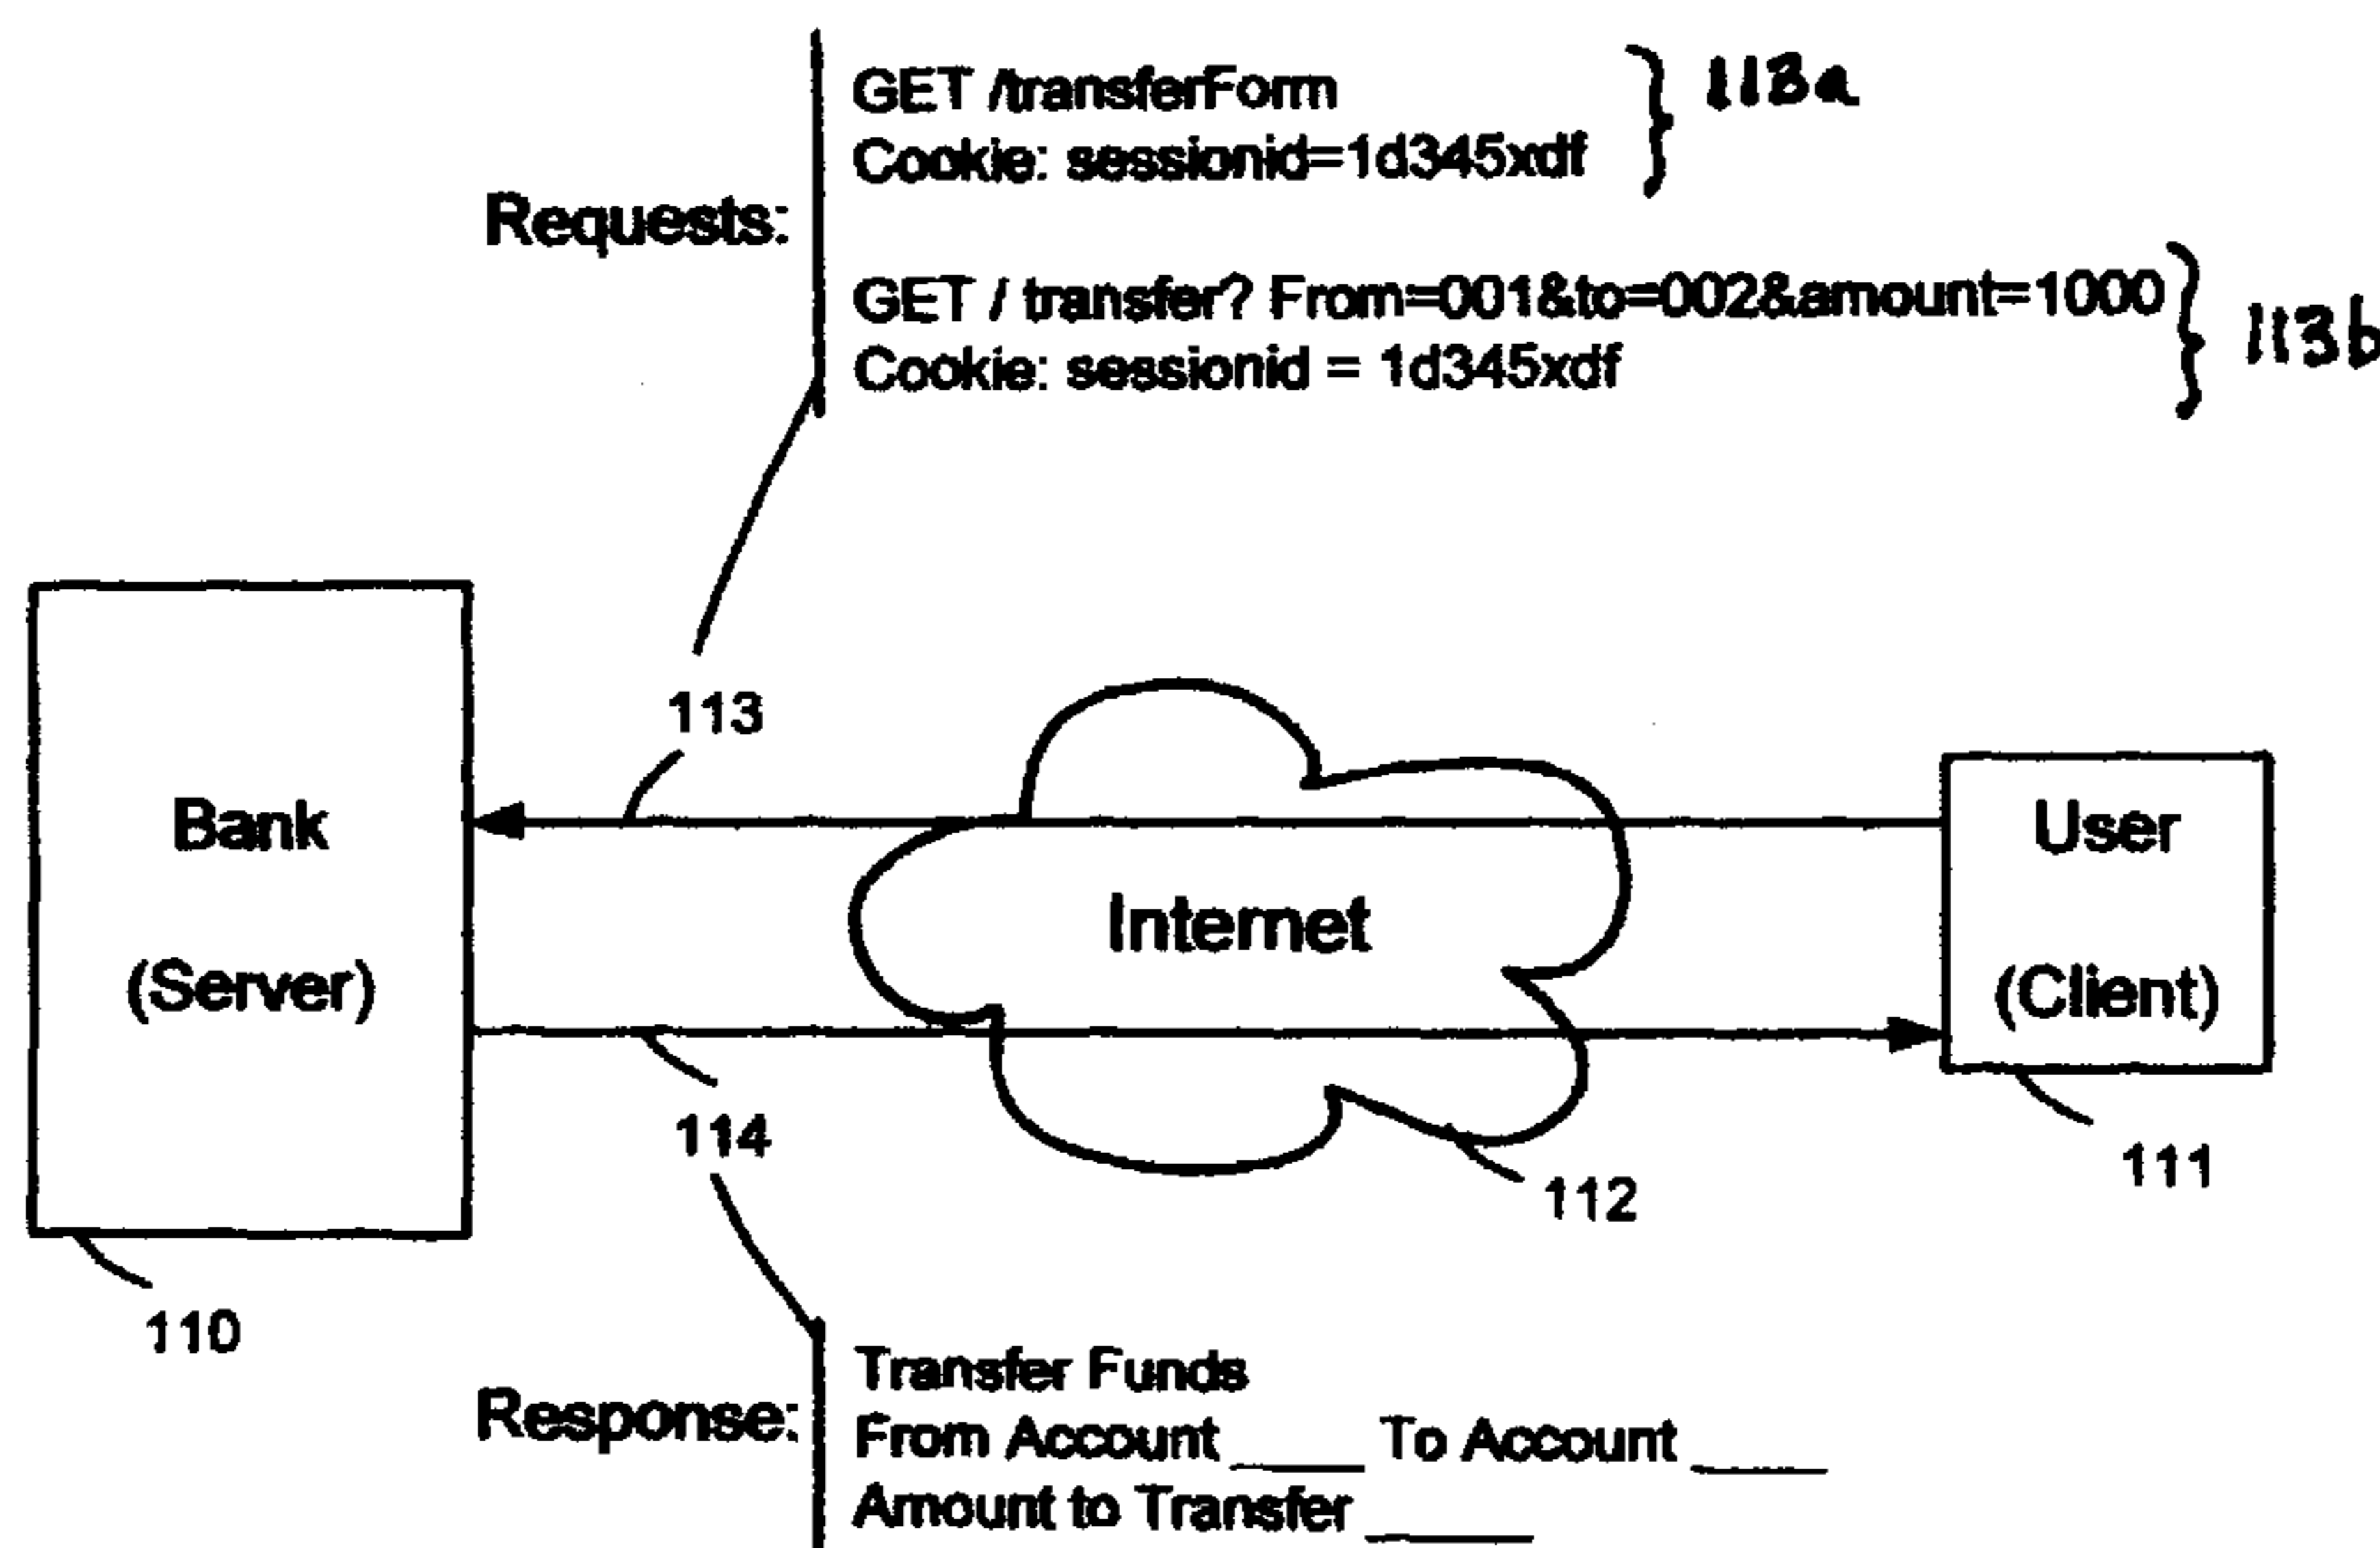 GET /transferForm } 113a
Cookie: sessionid=1d345xdf
Requests:
GET / transfer? From=001&to=002&amount=1000 } 113b
Cookie: sessionid = 1d345xdf
113
Bank
(Server)
Internet
User
(Client)
114
112
111
110
Response:
Transfer Funds
From Account ____ To Account ____
Amount to Transfer _____